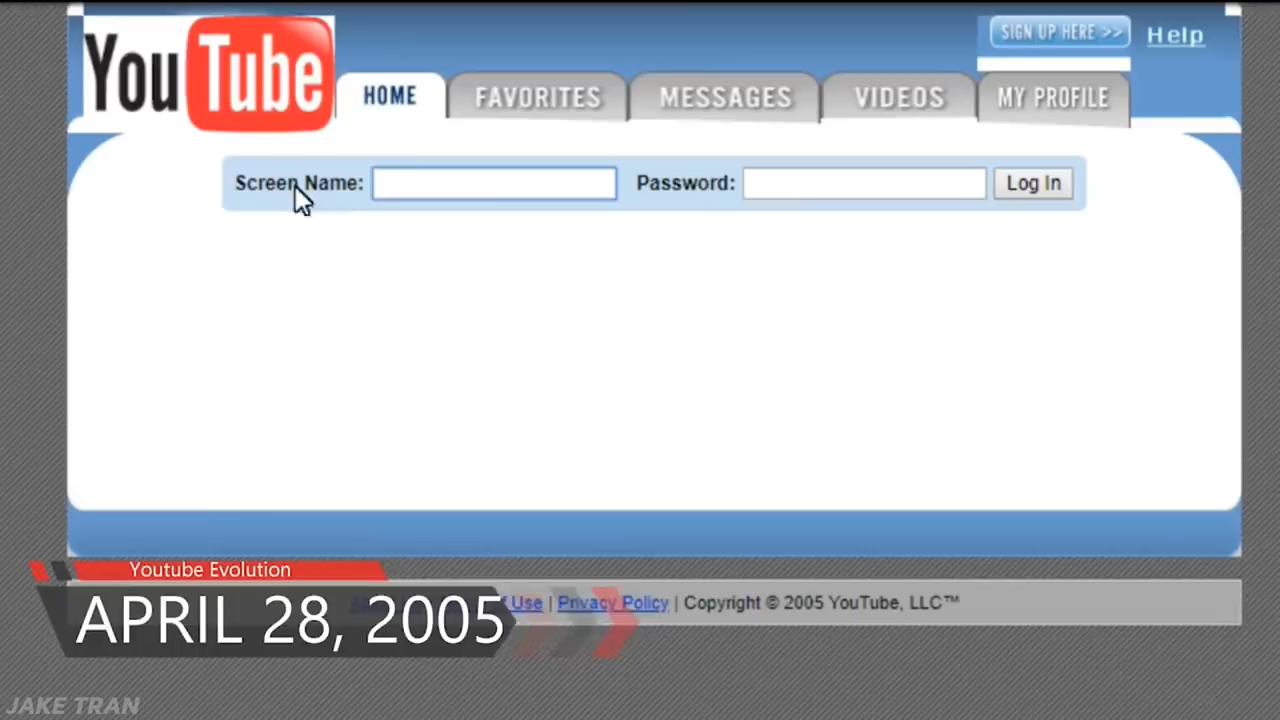 YouTube
SIGN UP HERE >>
Help
HOME
FAVORITES
MESSAGES
VIDEOS
MY PROFILE
Screen Name:
Password:
Log In
Youtube Evolution
APRIL 28, 2005
Use | Privacy Policy | Copyright © 2005 YouTube, LLC™
JAKE TRAN